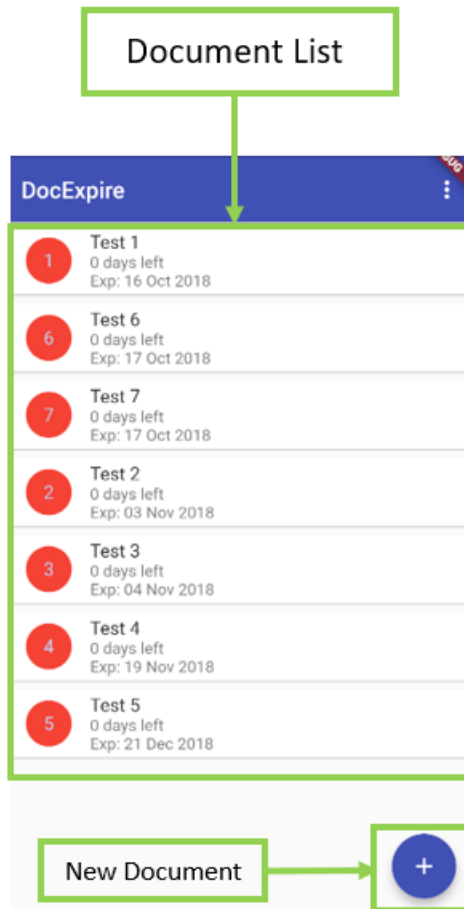 Document List
DocExpire
1
Test 1
0 days left
Exp: 16 Oct 2018
6
Test 6
0 days left
Exp: 17 Oct 2018
7
Test 7
0 days left
Exp: 17 Oct 2018
2
Test 2
0 days left
Exp: 03 Nov 2018
3
Test 3
0 days left
Exp: 04 Nov 2018
4
Test 4
0 days left
Exp: 19 Nov 2018
5
Test 5
0 days left
Exp: 21 Dec 2018
New Document
+